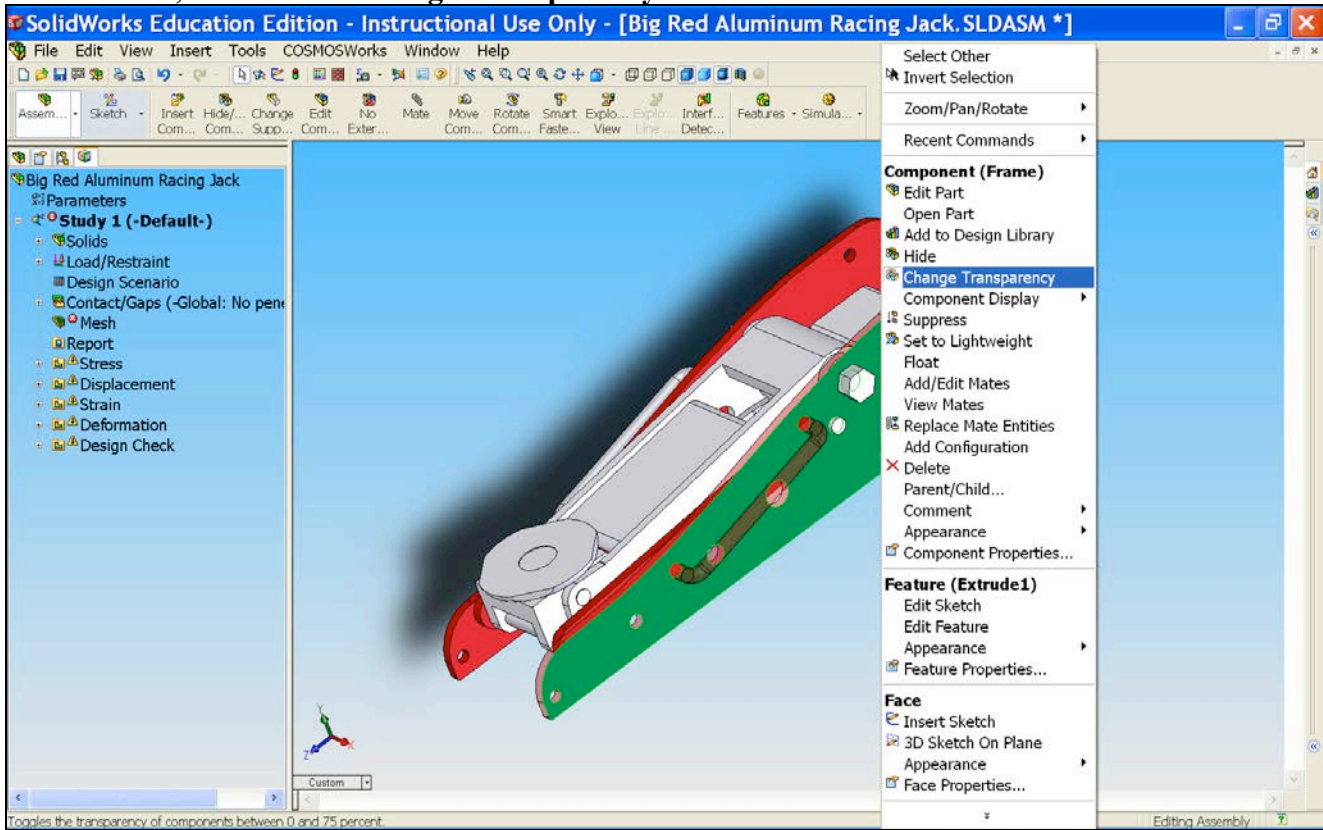 SolidWorks Education Edition - Instructional Use Only - [Big Red Aluminum Racing Jack.SLDASM *]
File Edit View Insert Tools COSMOSWorks Window Help
Assem... Sketch Insert Com... Hide/... Com... Change Supp... Edit Com... No Exter... Mate Move Com... Rotate Com... Smart Faste... Explo... View Explo... Line ... Interf... Detec... Features Simula...
Big Red Aluminum Racing Jack
Parameters
Study 1 (-Default-)
Solids
Load/Restraint
Design Scenario
Contact/Gaps (-Global: No pene
Mesh
Report
Stress
Displacement
Strain
Deformation
Design Check
Y
X
Z
Custom
Select Other
Invert Selection
Zoom/Pan/Rotate
Recent Commands
Component (Frame)
Edit Part
Open Part
Add to Design Library
Hide
Change Transparency
Component Display
Suppress
Set to Lightweight
Float
Add/Edit Mates
View Mates
Replace Mate Entities
Add Configuration
Delete
Parent/Child...
Comment
Appearance
Component Properties...
Feature (Extrude1)
Edit Sketch
Edit Feature
Appearance
Feature Properties...
Face
Insert Sketch
3D Sketch On Plane
Appearance
Face Properties...
Toggles the transparency of components between 0 and 75 percent.
Editing Assembly